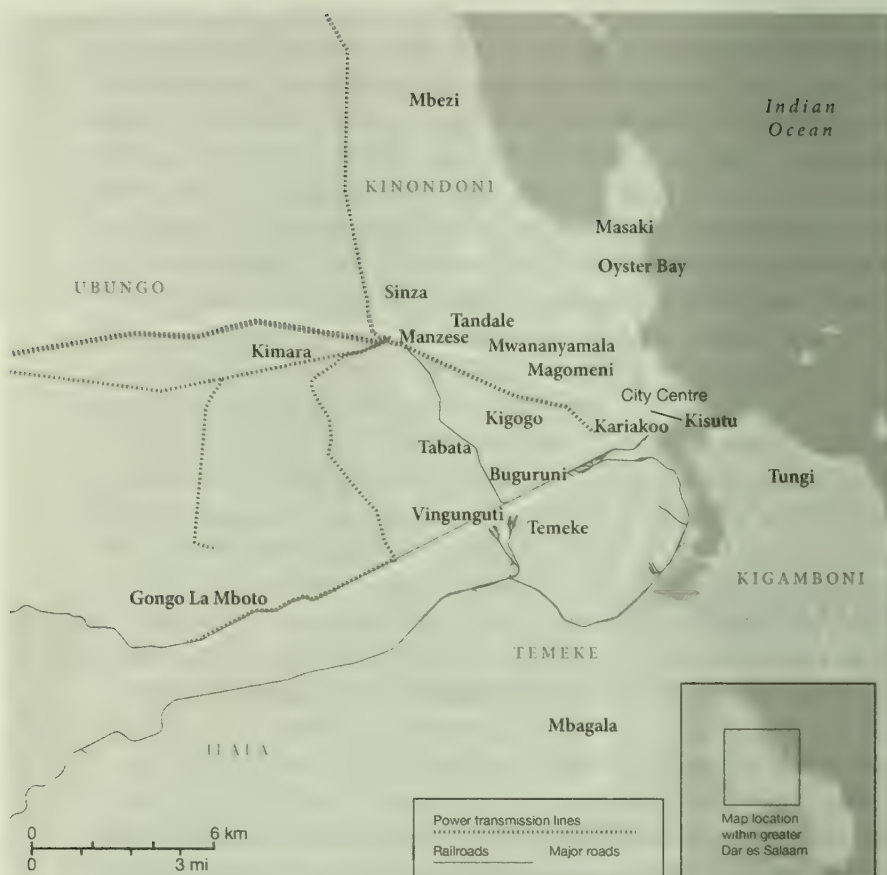 Indian
Ocean
Mbezi
KINONDONI
Masaki
Oyster Bay
UBUNGO
Sinza
Tandale
Manzese
Kimara
Mwananyamala
Magomeni
City Centre
Kigogo
Kariakoo
Kisutu
Tabata
Buguruni
Tungi
Vingunguti
Temeke
KIGAMBONI
Gongo La Mboto
TEMEKE
Mbagala
ILALA
0 6 km
0 3 mi
Power transmission lines
Railroads Major roads
Map location
within greater
Dar es Salaam